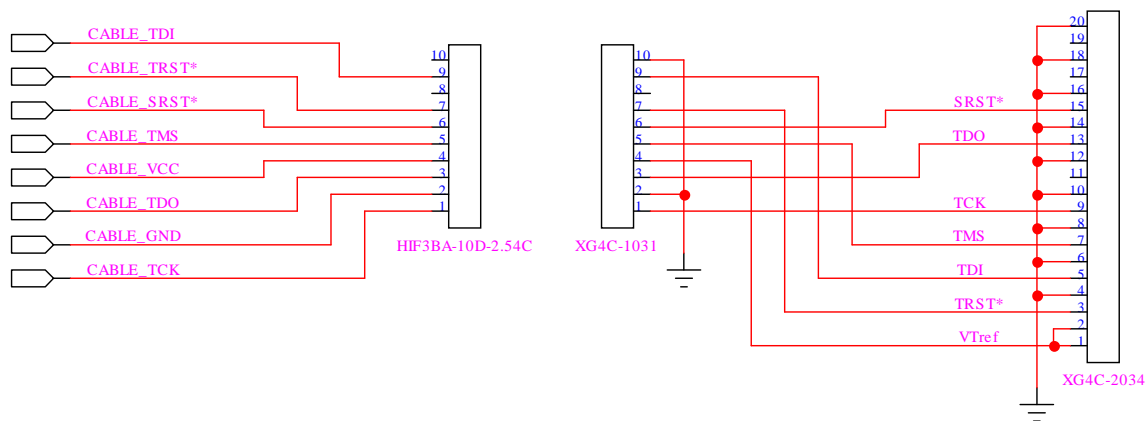 CABLE_TDI
CABLE_TRST*
CABLE_SRST*
CABLE_TMS
CABLE_VCC
CABLE_TDO
CABLE_GND
CABLE_TCK
10
9
8
7
6
5
4
3
2
1
HIF3BA-10D-2.54C
10
9
8
7
6
5
4
3
2
1
XG4C-1031
SRST*
TDO
TCK
TMS
TDI
TRST*
VTref
20
19
18
17
16
15
14
13
12
11
10
9
8
7
6
5
4
3
2
1
XG4C-2034